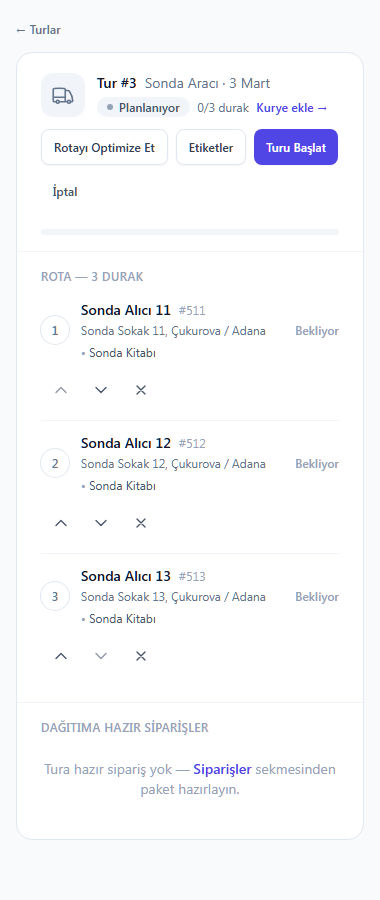 ← Turlar
Tur #3 Sonda Aracı · 3 Mart
Planlanıyor 0/3 durak Kurye ekle →
Rotayı Optimize Et Etiketler Turu Başlat
İptal
ROTA — 3 DURAK
Sonda Alıcı 11 #511
1 Sonda Sokak 11, Çukurova / Adana Bekliyor
• Sonda Kitabı
Sonda Alıcı 12 #512
2 Sonda Sokak 12, Çukurova / Adana Bekliyor
• Sonda Kitabı
Sonda Alıcı 13 #513
3 Sonda Sokak 13, Çukurova / Adana Bekliyor
• Sonda Kitabı
DAĞITIMA HAZIR SİPARİŞLER
Tura hazır sipariş yok — Siparişler sekmesinden
paket hazırlayın.